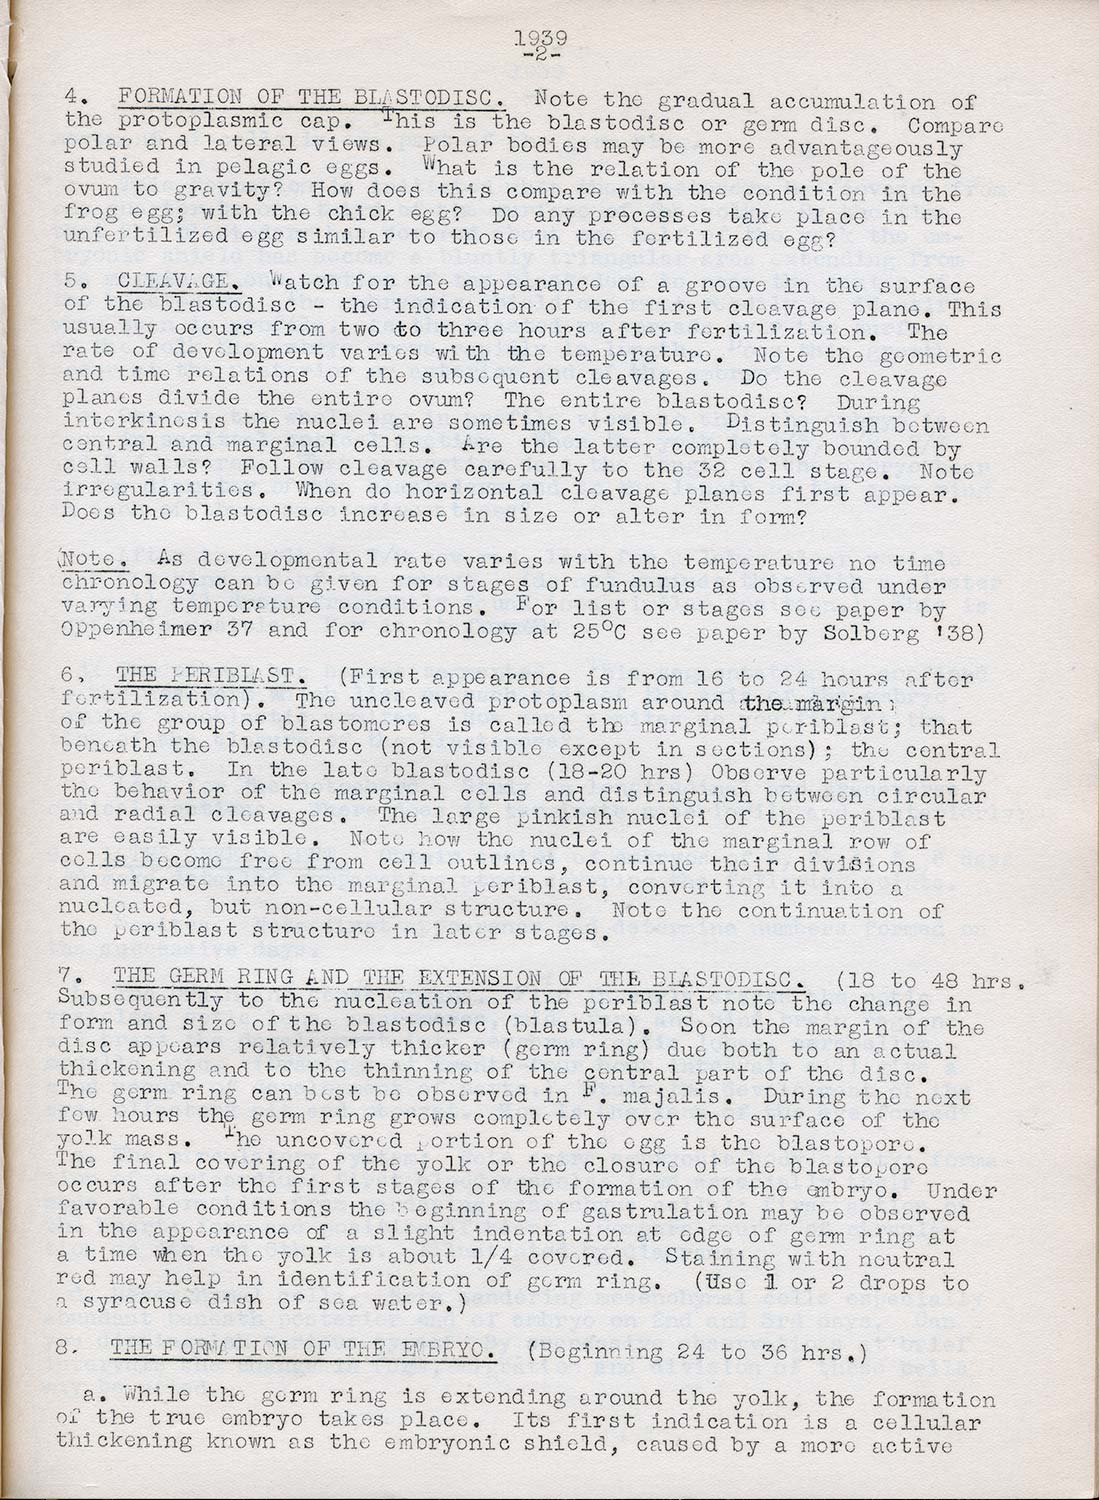 1939
-2-
4. FORMATION OF THE BLASTODISC. Note the gradual accumulation of
the protoplasmic cap. This is the blastodisc or germ disc. Compare
polar and lateral views. Polar bodies may be more advantageously
studied in pelagic eggs. What is the relation of the pole of the
ovum to gravity? How does this compare with the condition in the
frog egg; with the chick egg? Do any processes take place in the
unfertilized egg similar to those in the fertilized egg?
5. CLEAVAGE. Watch for the appearance of a groove in the surface
of the blastodisc - the indication of the first cleavage plane. This
usually occurs from two to three hours after fertilization. The
rate of development varies with the temperature. Note the geometric
and time relations of the subsequent cleavages. Do the cleavage
planes divide the entire ovum? The entire blastodisc? During
interkinesis the nuclei are sometimes visible. Distinguish between
central and marginal cells. Are the latter completely bounded by
cell walls? Follow cleavage carefully to the 32 cell stage. Note
irregularities. When do horizontal cleavage planes first appear.
Does the blastodisc increase in size or alter in form?
(Note. As developmental rate varies with the temperature no time
chronology can be given for stages of fundulus as observed under
varying temperature conditions. For list or stages see paper by
Oppenheimer 37 and for chronology at 25°C see paper by Solberg '38)
6. THE PERIBLAST. (First appearance is from 16 to 24 hours after
fertilization). The uncleaved protoplasm around the margin
of the group of blastomeres is called the marginal periblast; that
beneath the blastodisc (not visible except in sections); the central
periblast. In the late blastodisc (18-20 hrs) Observe particularly
the behavior of the marginal cells and distinguish between circular
and radial cleavages. The large pinkish nuclei of the periblast
are easily visible. Note how the nuclei of the marginal row of
cells become free from cell outlines, continue their divisions
and migrate into the marginal periblast, converting it into a
nucleated, but non-cellular structure. Note the continuation of
the periblast structure in later stages.
7. THE GERM RING AND THE EXTENSION OF THE BLASTODISC. (18 to 48 hrs.
Subsequently to the nucleation of the periblast note the change in
form and size of the blastodisc (blastula). Soon the margin of the
disc appears relatively thicker (germ ring) due both to an actual
thickening and to the thinning of the central part of the disc.
The germ ring can best be observed in F. majalis. During the next
few hours the germ ring grows completely over the surface of the
yolk mass. The uncovered portion of the egg is the blastopore.
The final covering of the yolk or the closure of the blastopore
occurs after the first stages of the formation of the embryo. Under
favorable conditions the beginning of gastrulation may be observed
in the appearance of a slight indentation at edge of germ ring at
a time when the yolk is about 1/4 covered. Staining with neutral
red may help in identification of germ ring. (Use 1 or 2 drops to
a syracuse dish of sea water.)
8. THE FORMATION OF THE EMBRYO. (Beginning 24 to 36 hrs.)
a. While the germ ring is extending around the yolk, the formation
of the true embryo takes place. Its first indication is a cellular
thickening known as the embryonic shield, caused by a more active